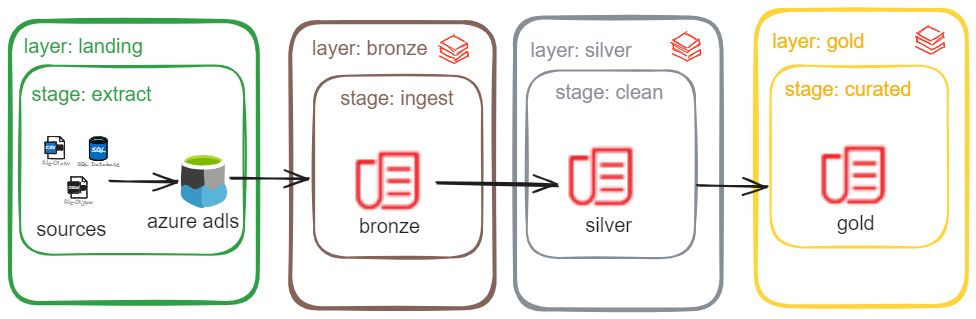 layer: landing
stage: extract
CSV
file-01.csv
SQL
SQL Database
JSON
file-01.json
sources
azure adls
layer: bronze
stage: ingest
bronze
layer: silver
stage: clean
silver
layer: gold
stage: curated
gold